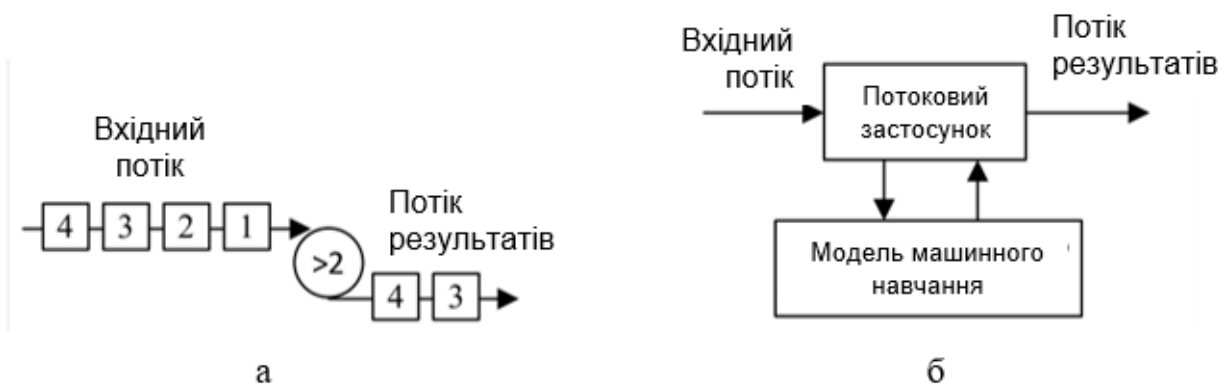 Вхідний
потік
4 3 2 1
>2
Потік
результатів
4 3
а
Вхідний
потік
Потоковий
застосунок
Потік
результатів
Модель машинного
навчання
б